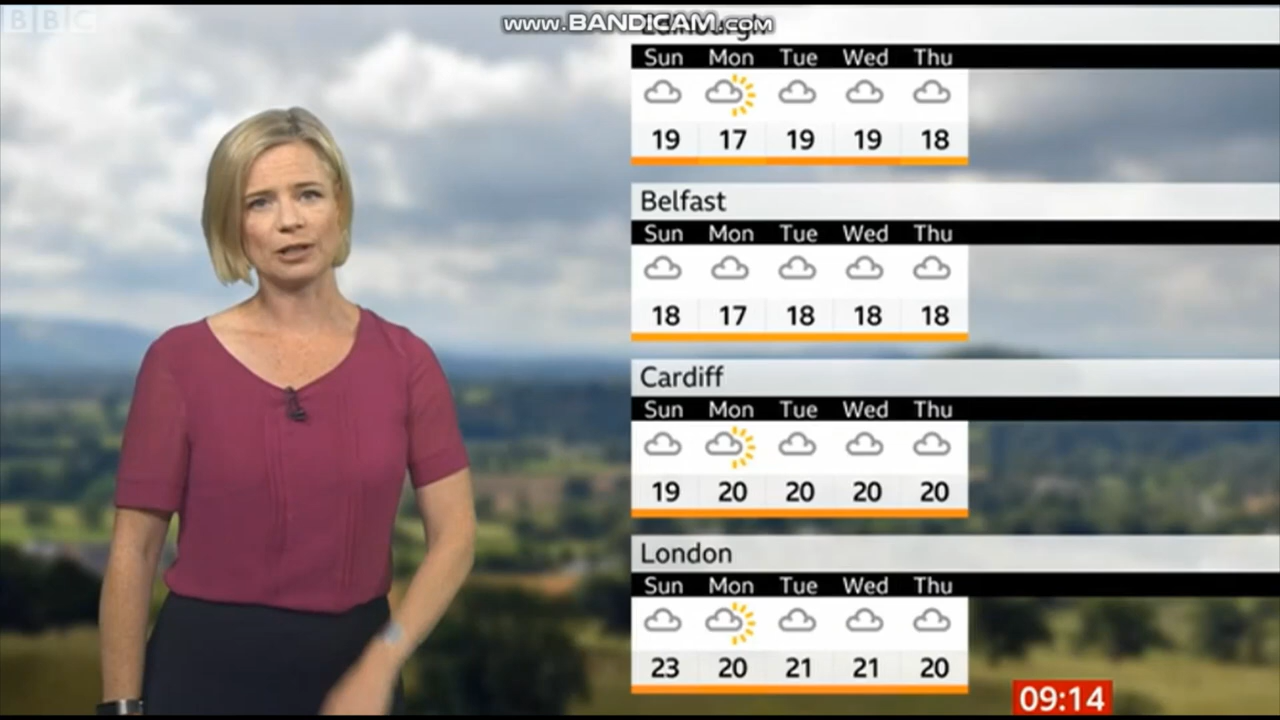 BBC
www.BANDICAM.com
Edinburgh
Sun Mon Tue Wed Thu
19 17 19 19 18
Belfast
Sun Mon Tue Wed Thu
18 17 18 18 18
Cardiff
Sun Mon Tue Wed Thu
19 20 20 20 20
London
Sun Mon Tue Wed Thu
23 20 21 21 20
09:14